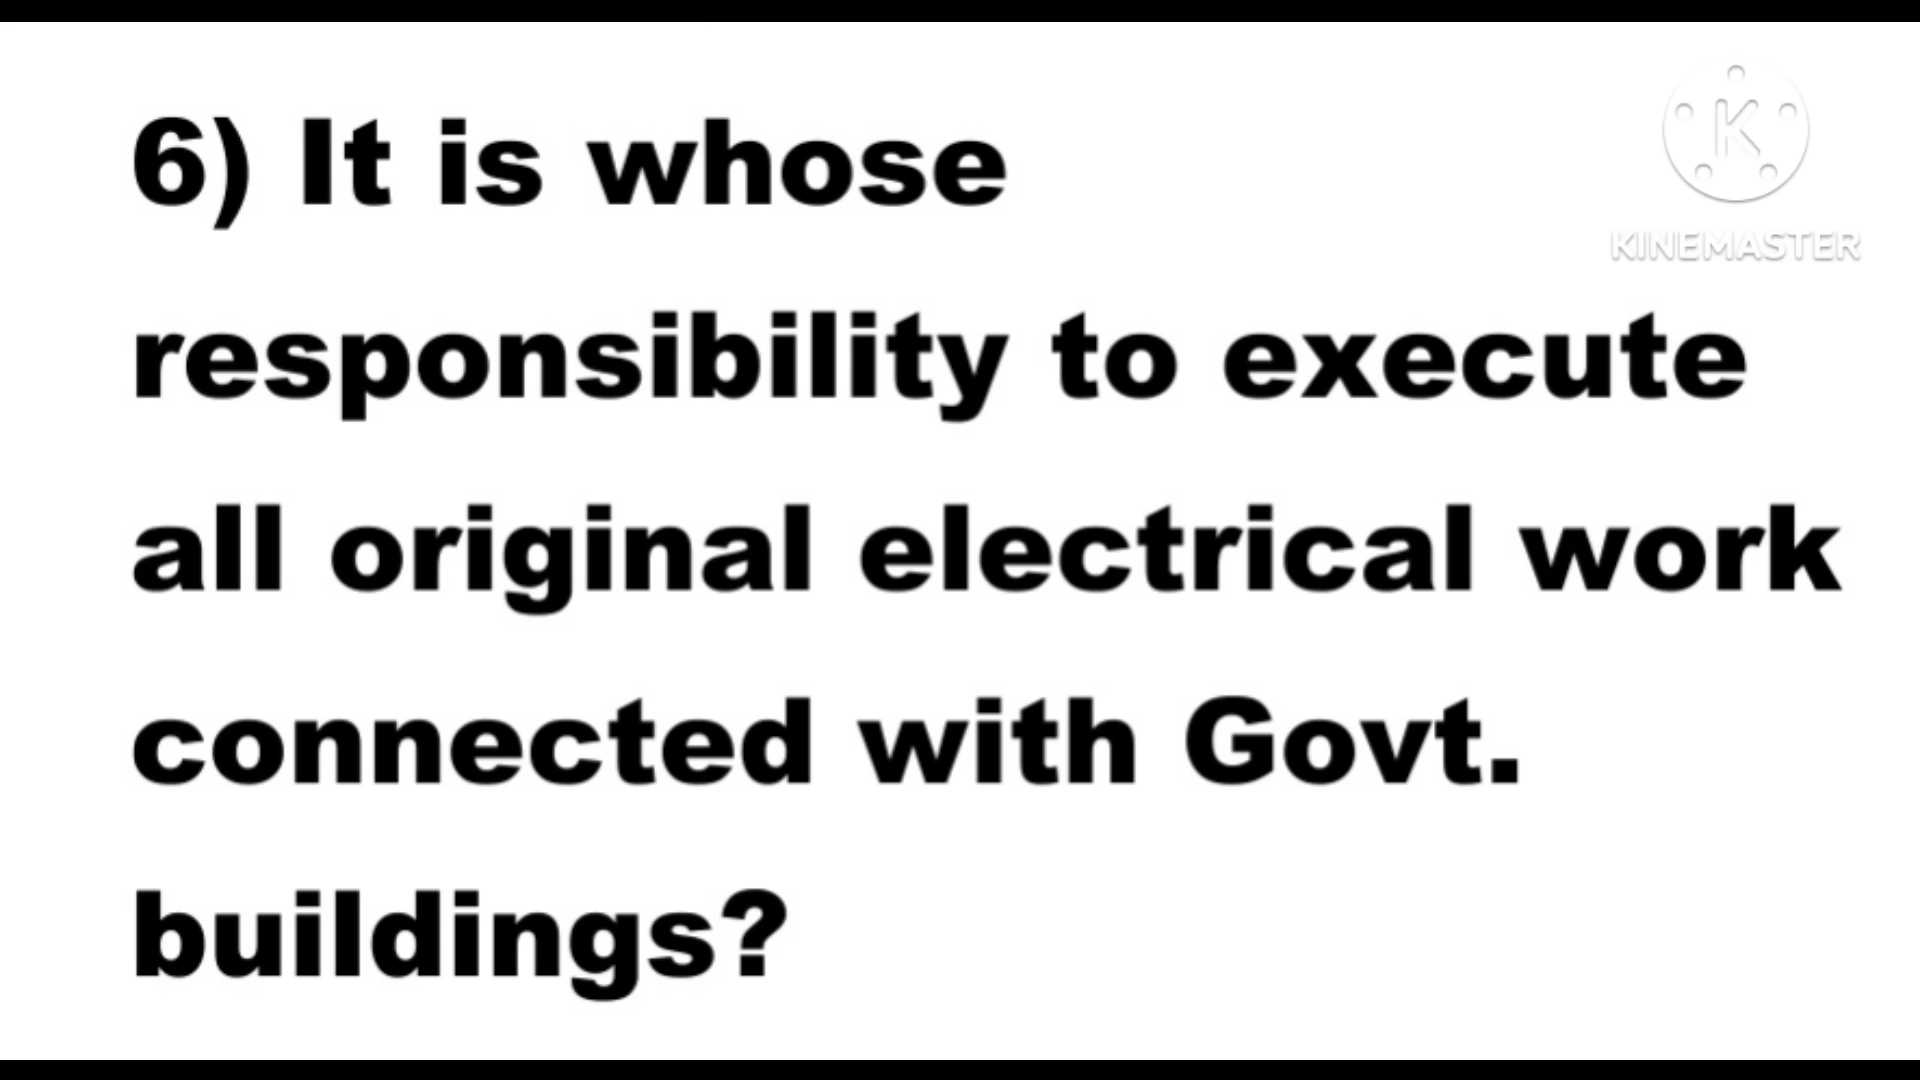 6) It is whose
KINEMASTER
responsibility to execute
all original electrical work
connected with Govt.
buildings?